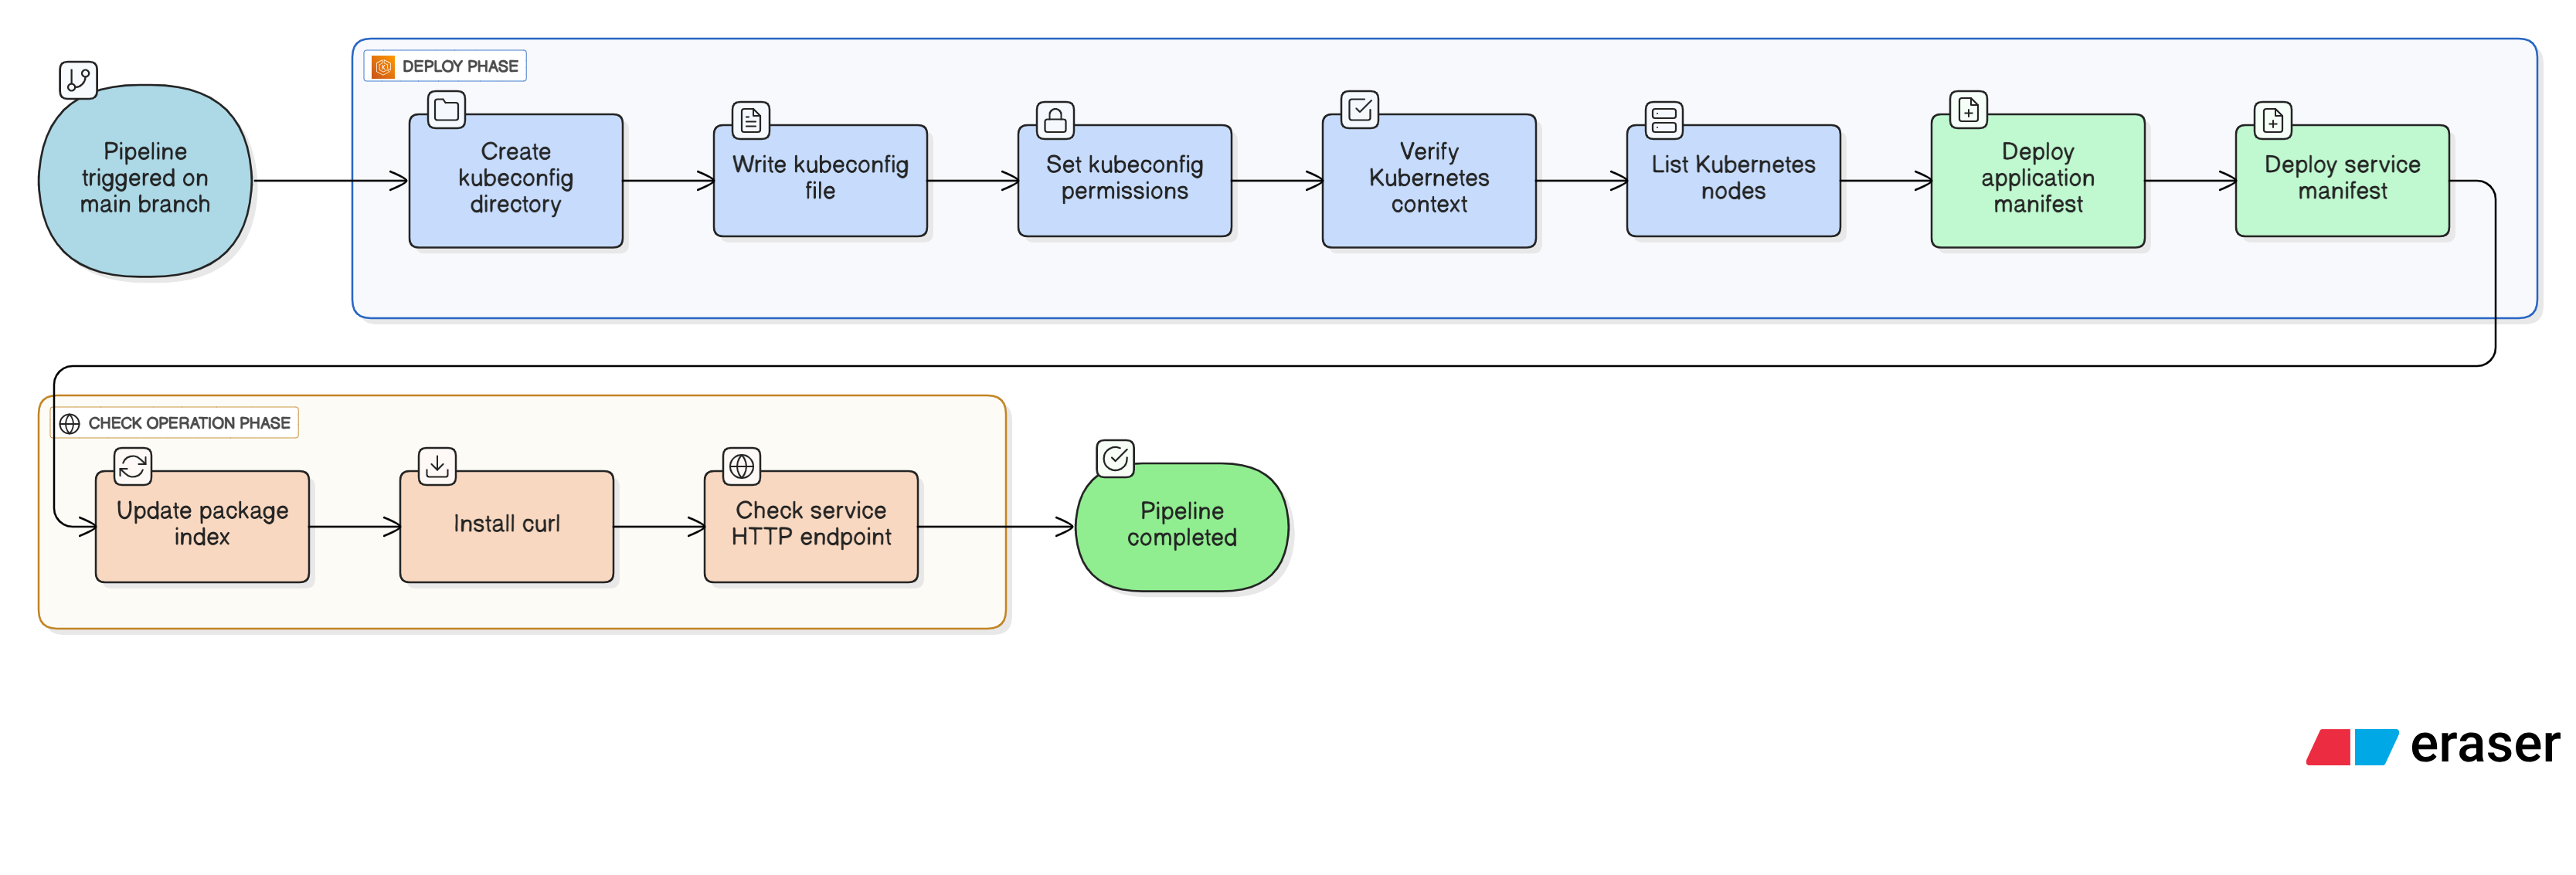 DEPLOY PHASE
Pipeline
triggered on
main branch
Create
kubeconfig
directory
Write kubeconfig
file
Set kubeconfig
permissions
Verify
Kubernetes
context
List Kubernetes
nodes
Deploy
application
manifest
Deploy service
manifest
CHECK OPERATION PHASE
Update package
index
Install curl
Check service
HTTP endpoint
Pipeline
completed
eraser